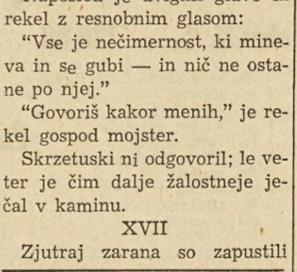 rekel z resnobnim glasom:
“Vse je nečimernost, ki mine-
va in se gubi — in nič ne osta-
ne po njej.”
“Govoriš kakor menih,” je re-
kel gospod mojster.
Skrzetuski ni odgovoril; le ve-
ter je čim dalje žalostneje je-
čal v kaminu.
XVII
Zjutraj zarana so zapustili